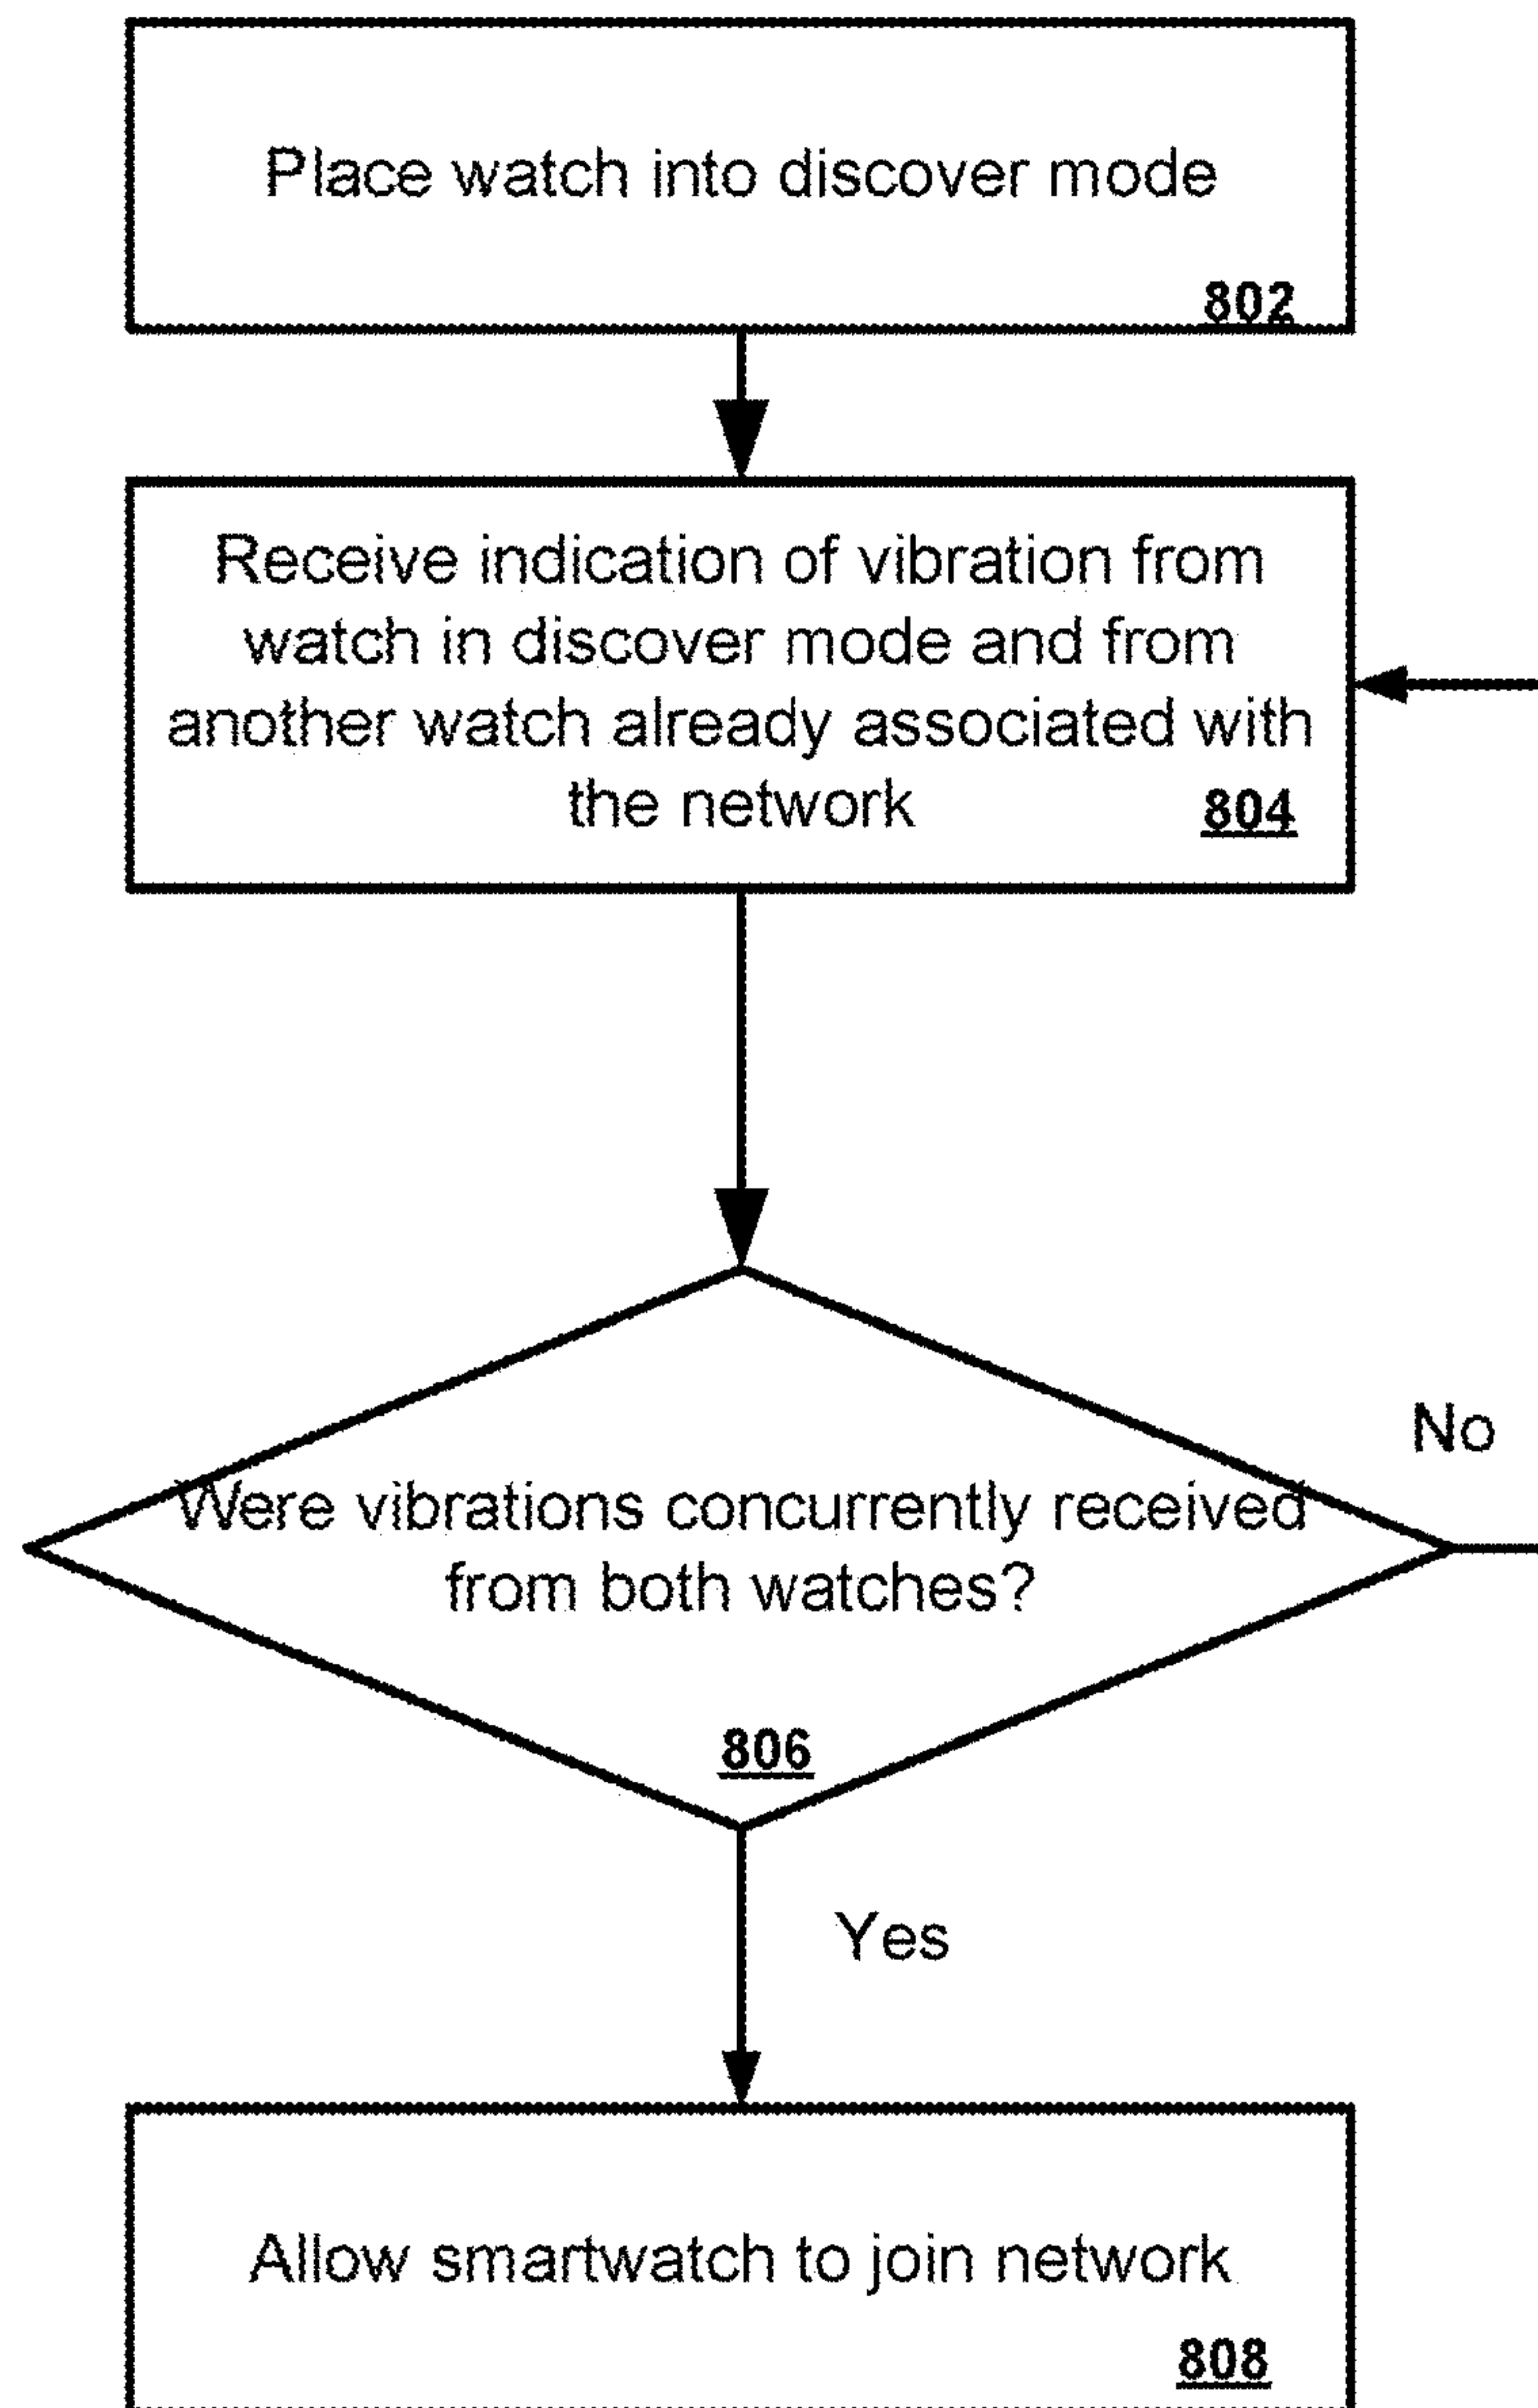 Place watch into discover mode
802
Receive indication of vibration from
watch in discover mode and from
another watch already associated with
the network
804
No
Were vibrations concurrently received
from both watches?
806
Yes
Allow smartwatch to join network
808